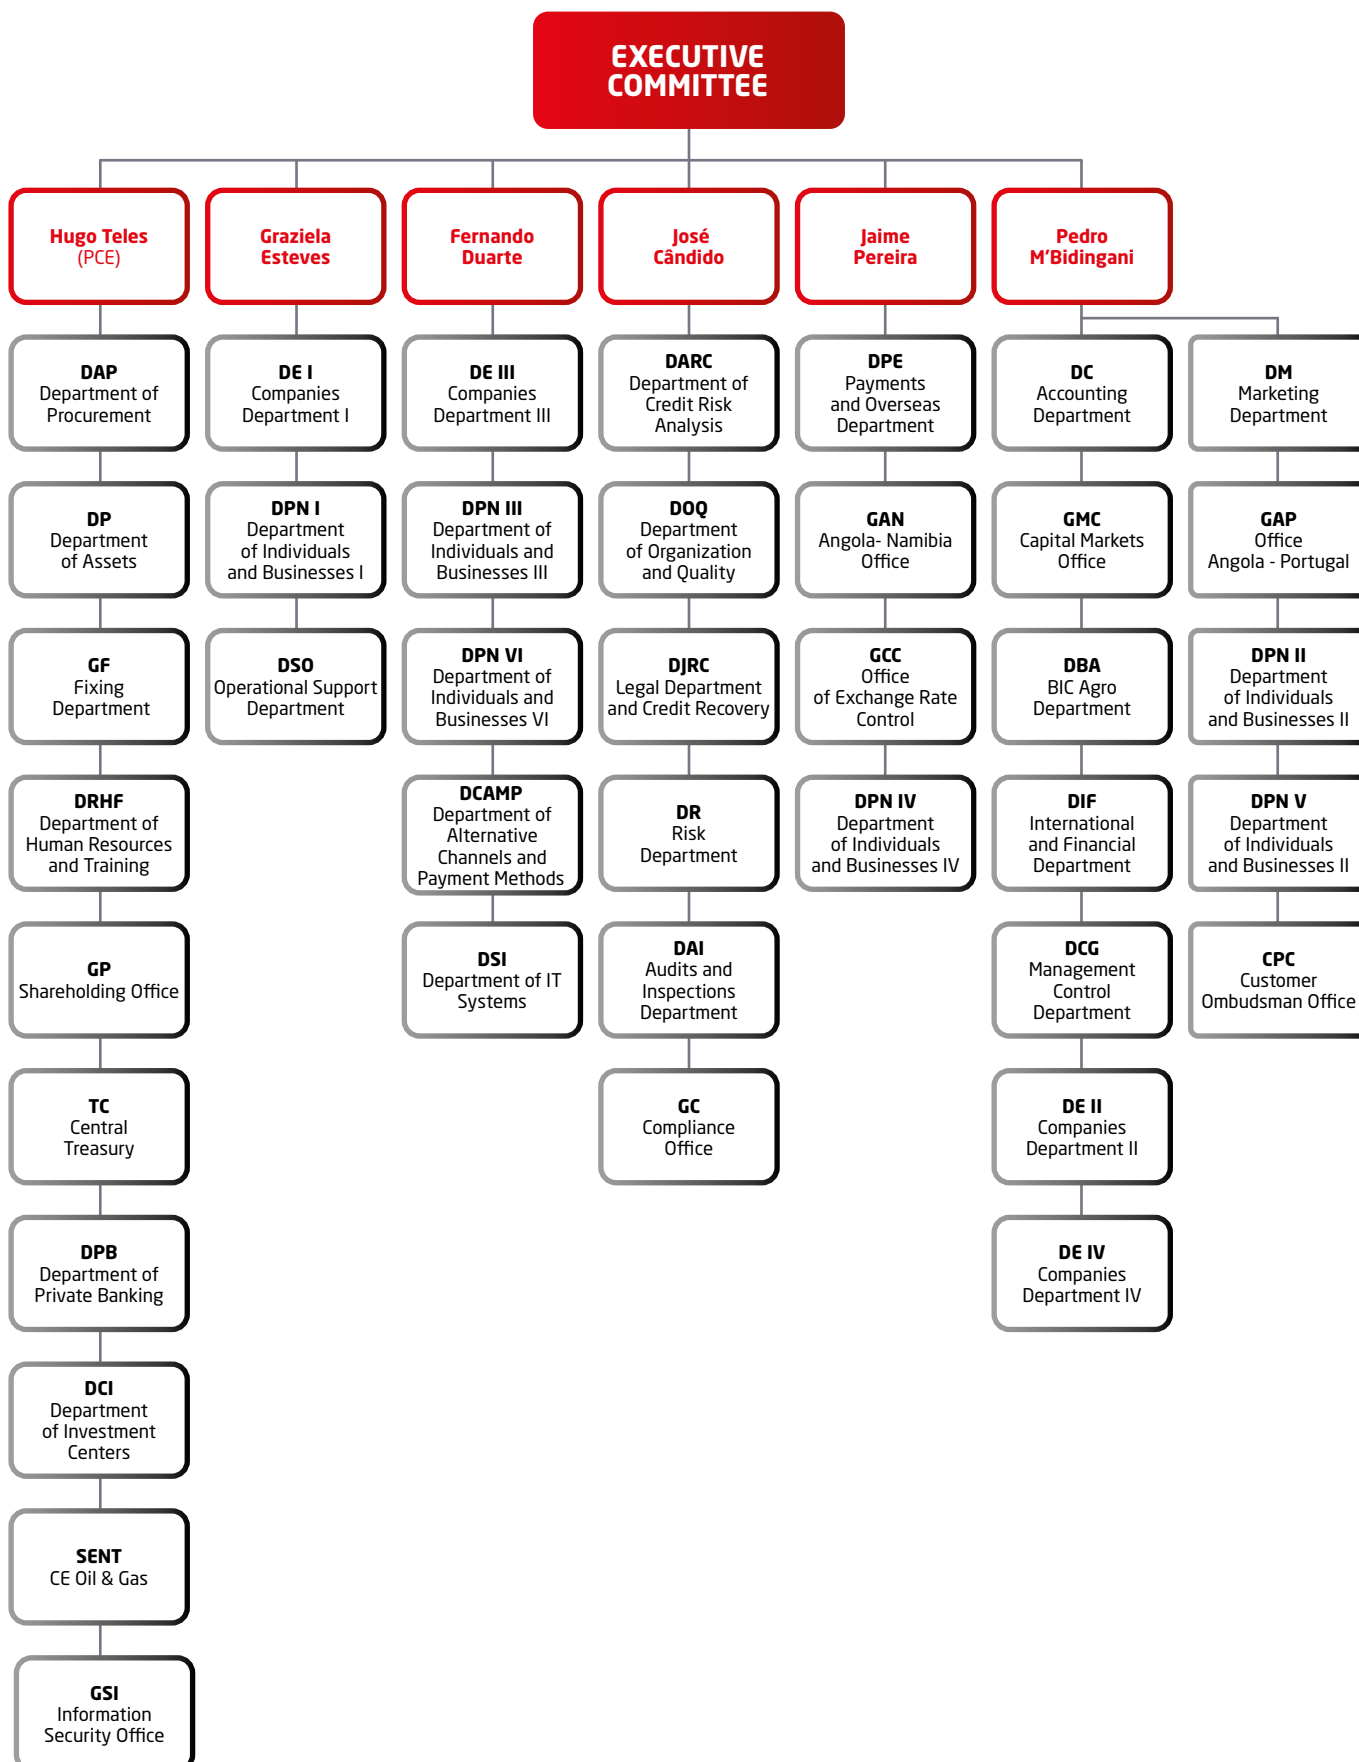 EXECUTIVE
COMMITTEE
Hugo Teles
(PCE)
Graziela
Esteves
Fernando
Duarte
José
Cândido
Jaime
Pereira
Pedro
M'Bidingani
DAP
Department of
Procurement
DP
Department
of Assets
GF
Fixing
Department
DRHF
Department of
Human Resources
and Training
GP
Shareholding Office
TC
Central
Treasury
DPB
Department of
Private Banking
DCI
Department
of Investment
Centers
SENT
CE Oil & Gas
GSI
Information
Security Office
DE I
Companies
Department I
DPN I
Department
of Individuals
and Businesses I
DSO
Operational Support
Department
DE III
Companies
Department III
DPN III
Department of
Individuals and
Businesses III
DPN VI
Department of
Individuals and
Businesses VI
DCAMP
Department of
Alternative
Channels and
Payment Methods
DSI
Department of IT
Systems
DARC
Department of
Credit Risk
Analysis
DOQ
Department
of Organization
and Quality
DJRC
Legal Department
and Credit Recovery
DR
Risk
Department
DAI
Audits and
Inspections
Department
GC
Compliance
Office
DPE
Payments
and Overseas
Department
GAN
Angola- Namibia
Office
GCC
Office
of Exchange Rate
Control
DPN IV
Department
of Individuals
and Businesses IV
DC
Accounting
Department
GMC
Capital Markets
Office
DBA
BIC Agro
Department
DIF
International
and Financial
Department
DCG
Management
Control
Department
DE II
Companies
Department II
DE IV
Companies
Department IV
DM
Marketing
Department
GAP
Office
Angola - Portugal
DPN II
Department
of Individuals
and Businesses II
DPN V
Department
of Individuals
and Businesses II
CPC
Customer
Ombudsman Office